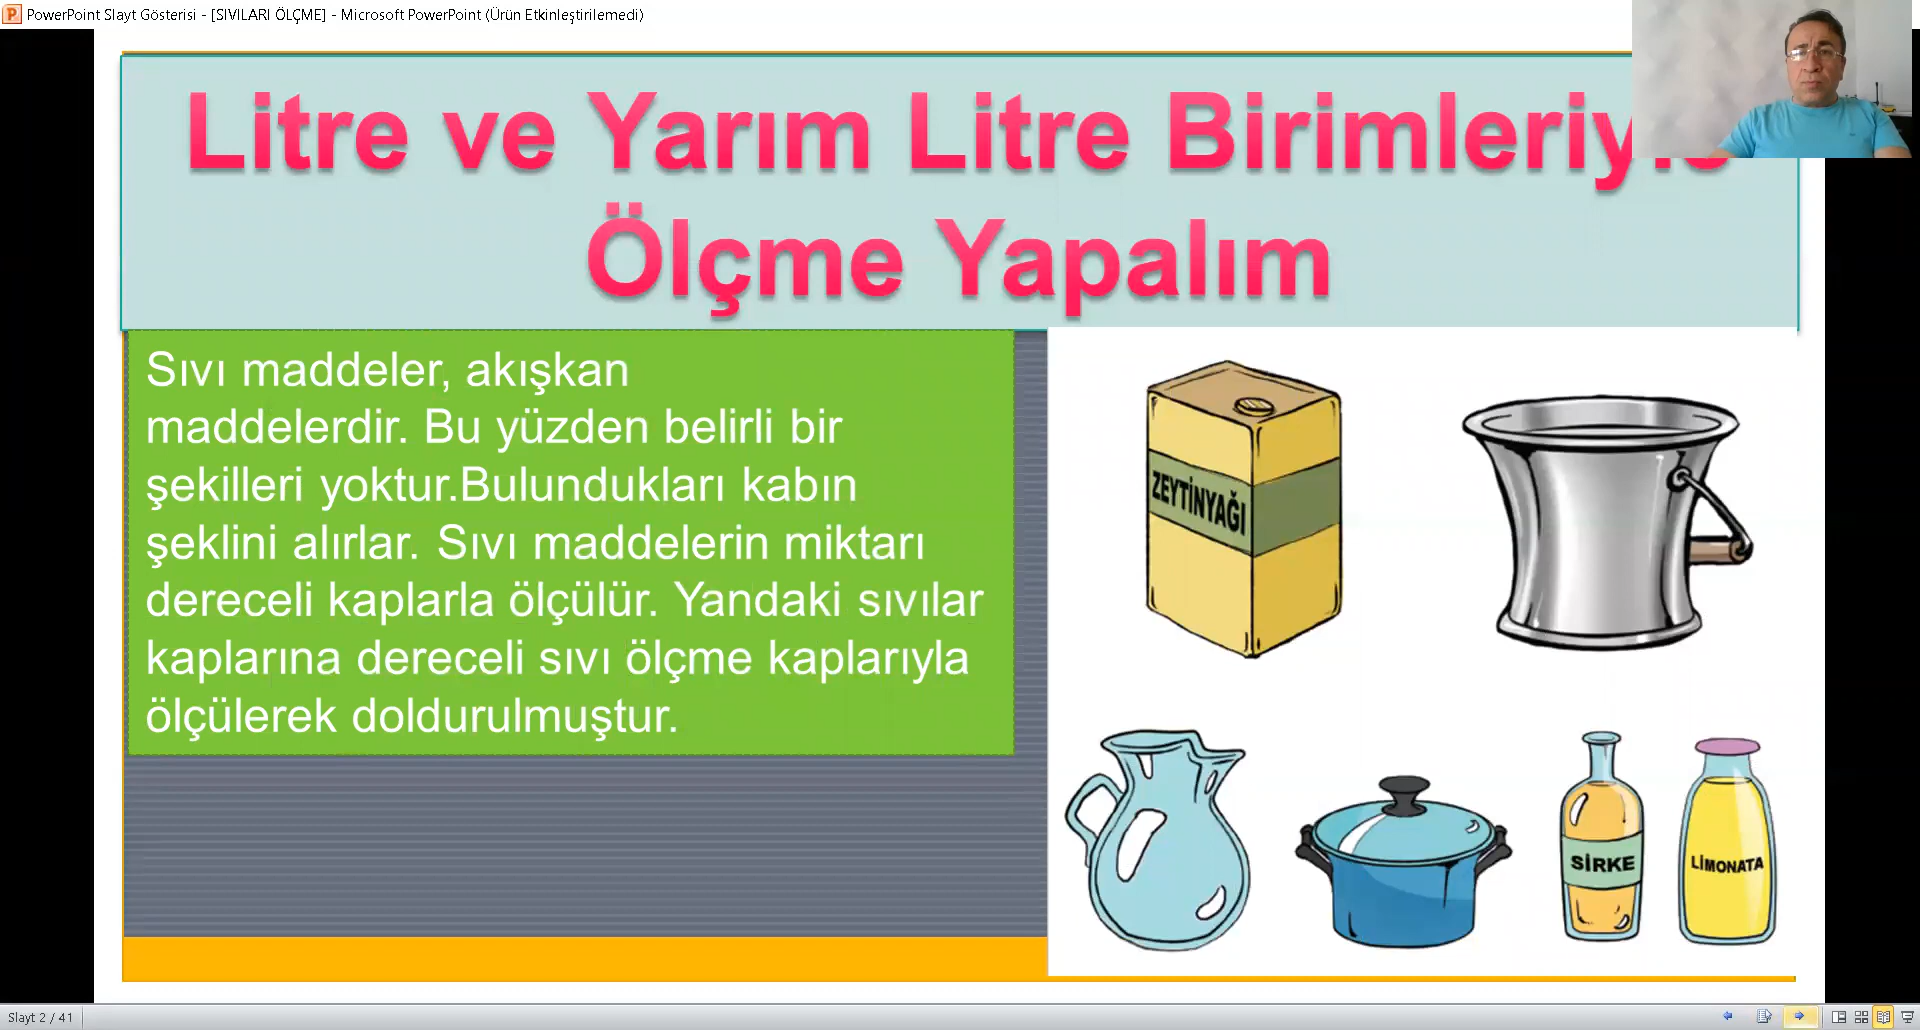 PowerPoint Slayt Gösterisi - [SIVILARI ÖLÇME] - Microsoft PowerPoint (Ürün Etkinleştirilemedi)
Litre ve Yarım Litre Birimleriyle
Ölçme Yapalım
Sıvı maddeler, akışkan
maddelerdir. Bu yüzden belirli bir
şekilleri yoktur.Bulundukları kabın
şeklini alırlar. Sıvı maddelerin miktarı
dereceli kaplarla ölçülür. Yandaki sıvılar
kaplarına dereceli sıvı ölçme kaplarıyla
ölçülerek doldurulmuştur.
ZEYTİNYAĞI
SİRKE
LİMONATA
Slayt 2 / 41